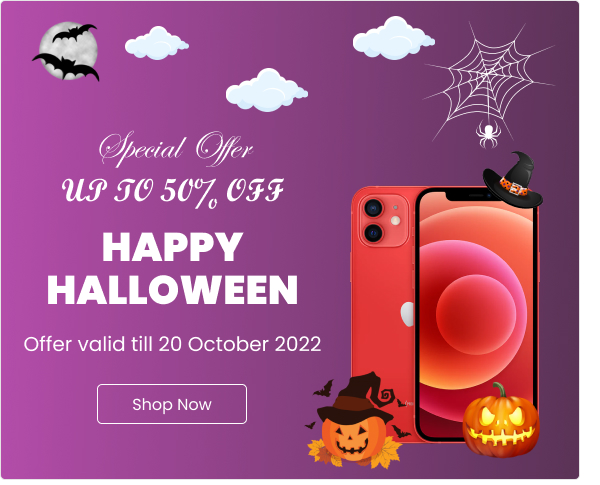 Special Offer
UP TO 50% OFF
HAPPY
HALLOWEEN
Offer valid till 20 October 2022
Shop Now